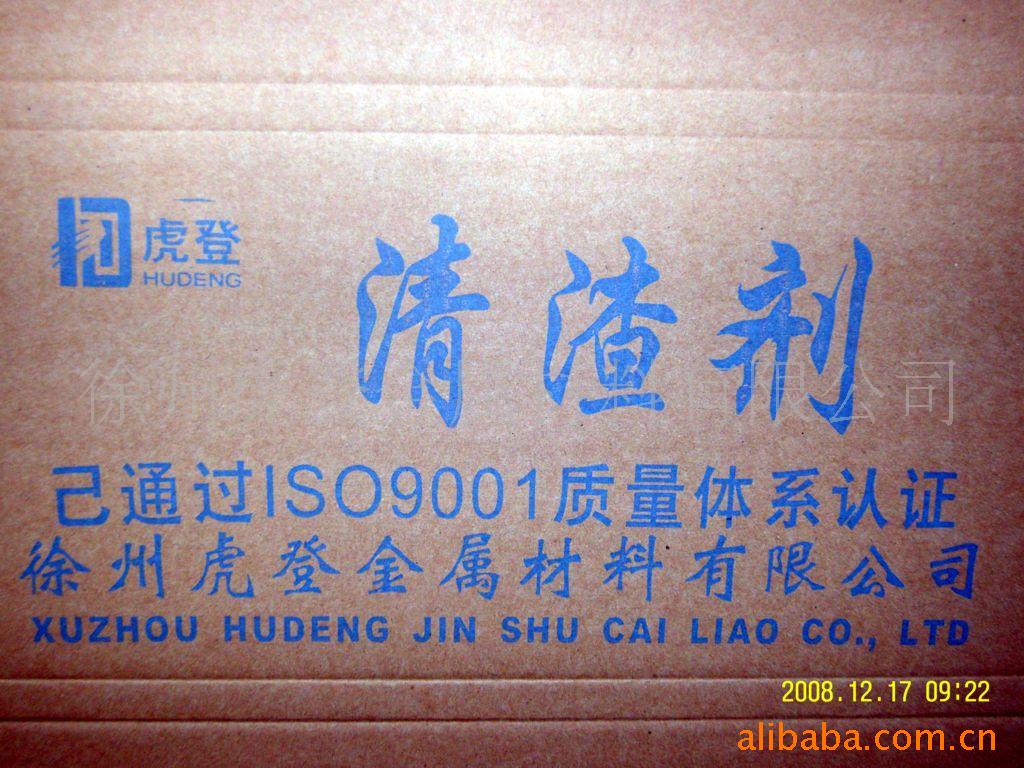 虎登
HUDENG
清渣剂
己通过ISO9001质量体系认证
徐州虎登金属材料有限公司
XUZHOU HUDENG JIN SHU CAI LIAO CO., LTD
2008.12.17 09:22
alibaba.com.cn